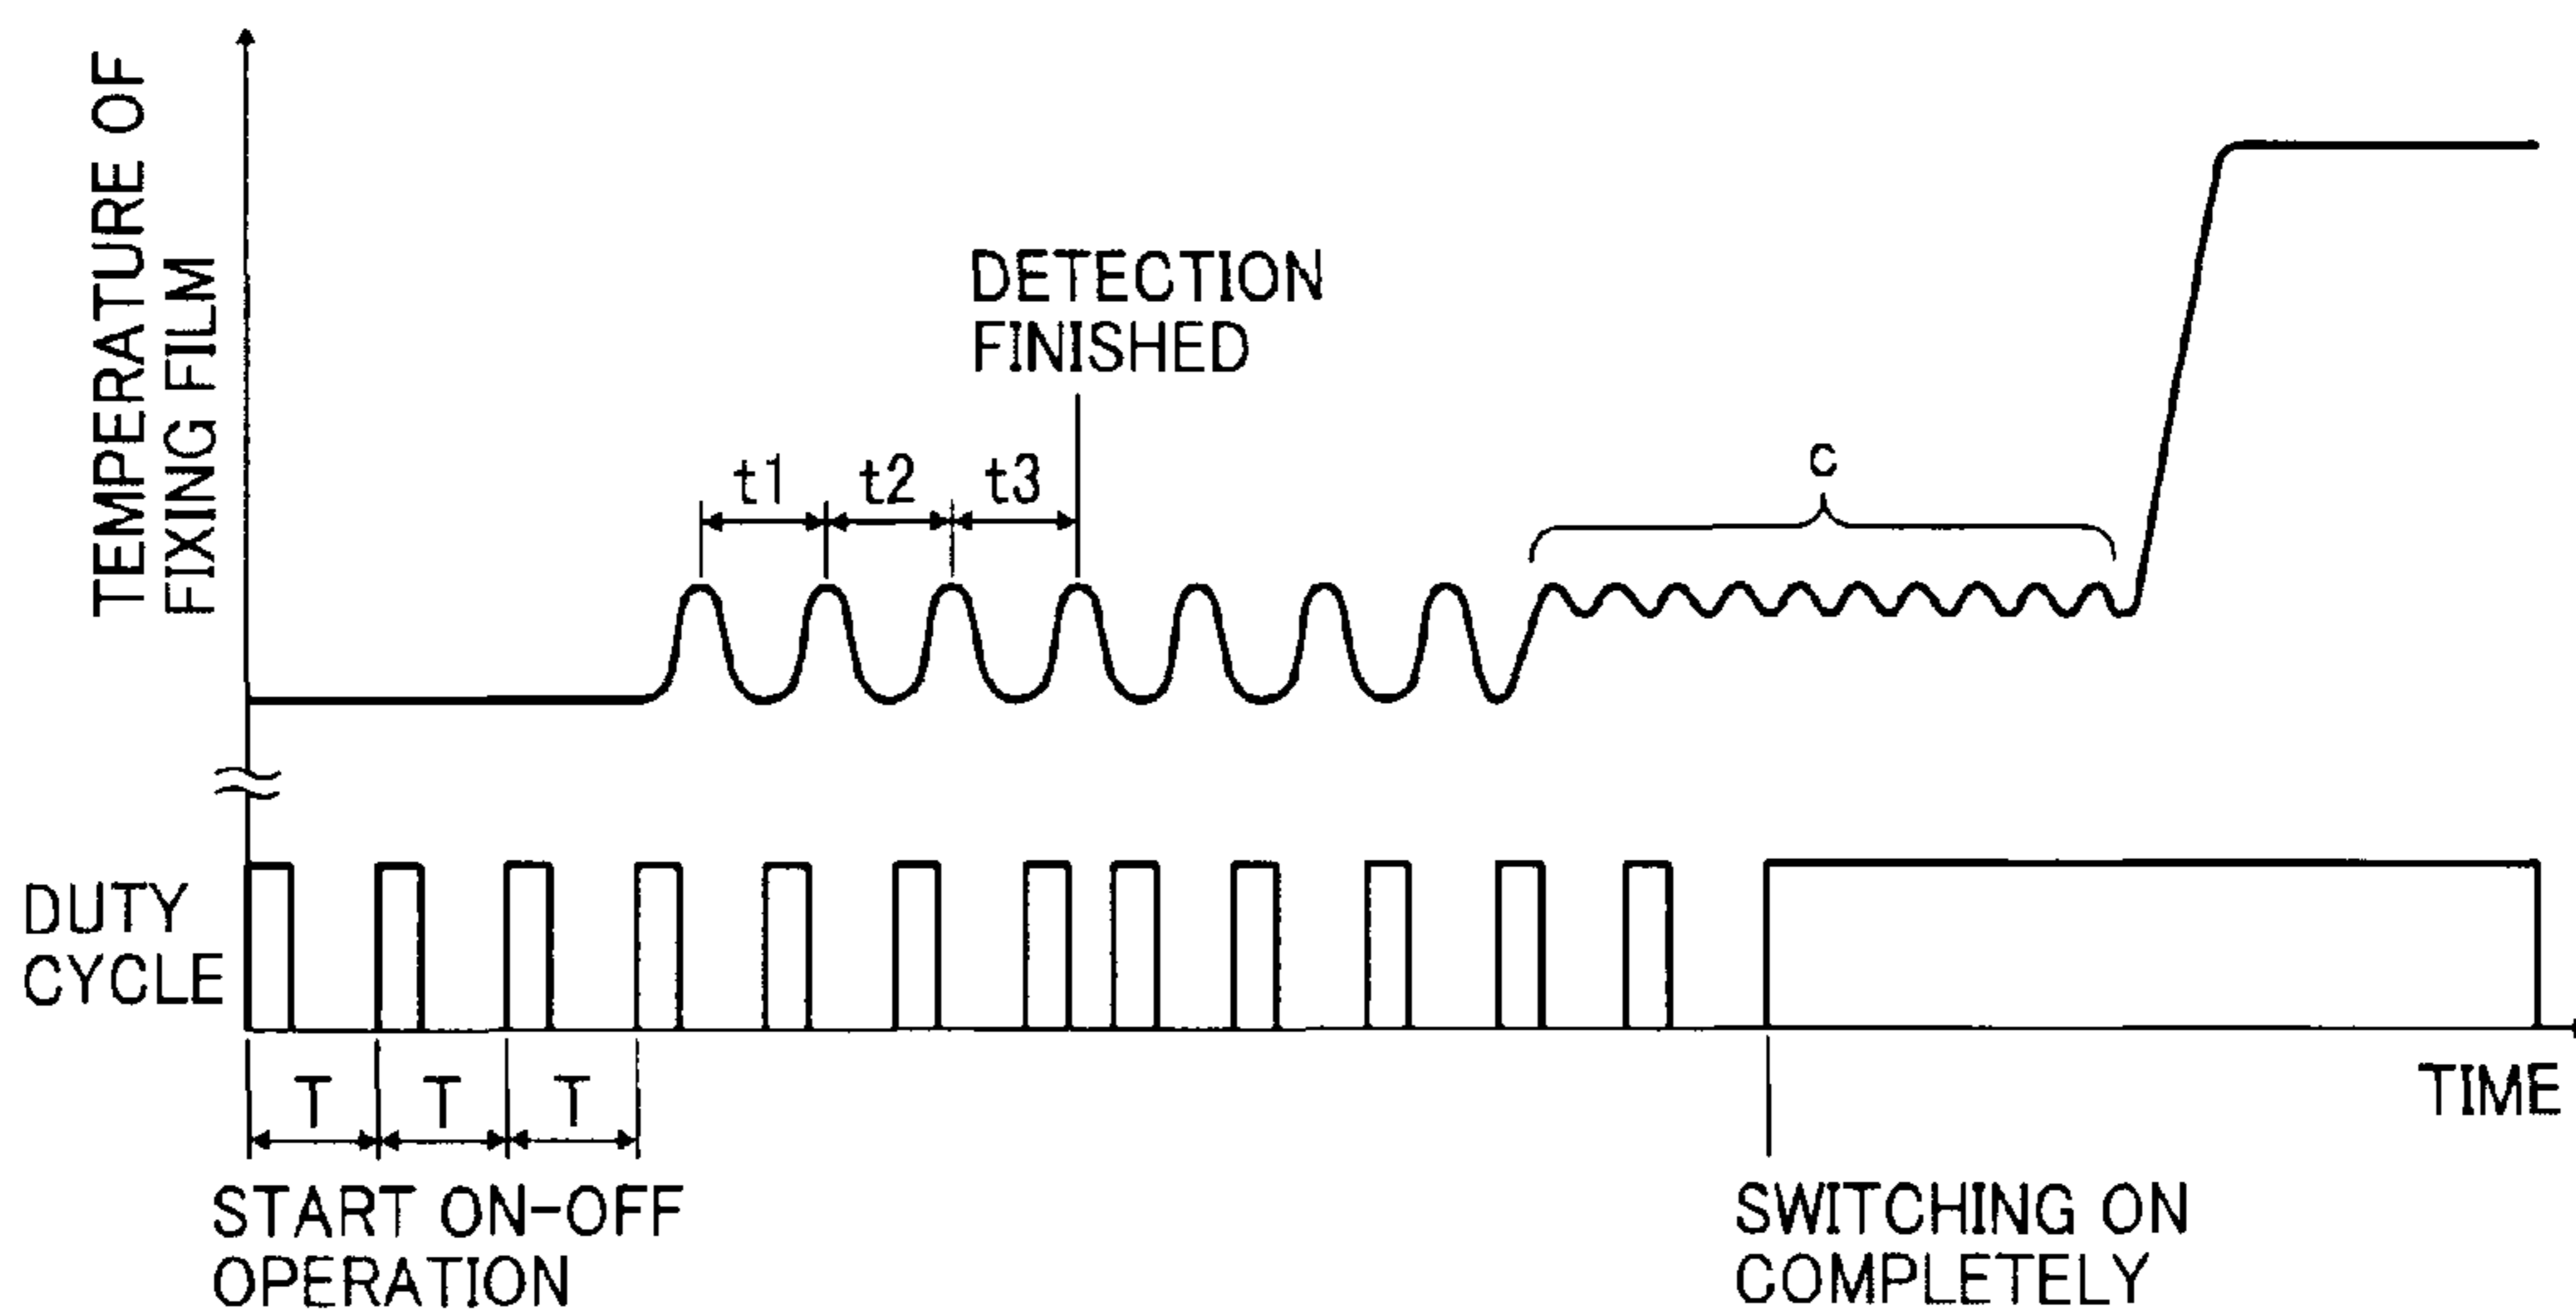 TEMPERATURE OF
FIXING FILM
DETECTION
FINISHED
t1
t2
t3
c
DUTY
CYCLE
T
T
T
TIME
START ON-OFF
OPERATION
SWITCHING ON
COMPLETELY